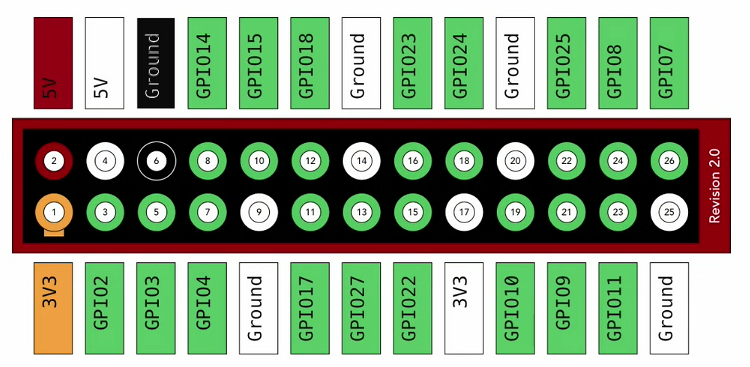 5V 5V Ground GPIO14 GPIO15 GPIO18 Ground GPIO23 GPIO24 Ground GPIO25 GPIO8 GPIO7
2 4 6 8 10 12 14 16 18 20 22 24 26
1 3 5 7 9 11 13 15 17 19 21 23 25
Revision 2.0
3V3 GPIO2 GPIO3 GPIO4 Ground GPIO17 GPIO27 GPIO22 3V3 GPIO10 GPIO9 GPIO11 Ground